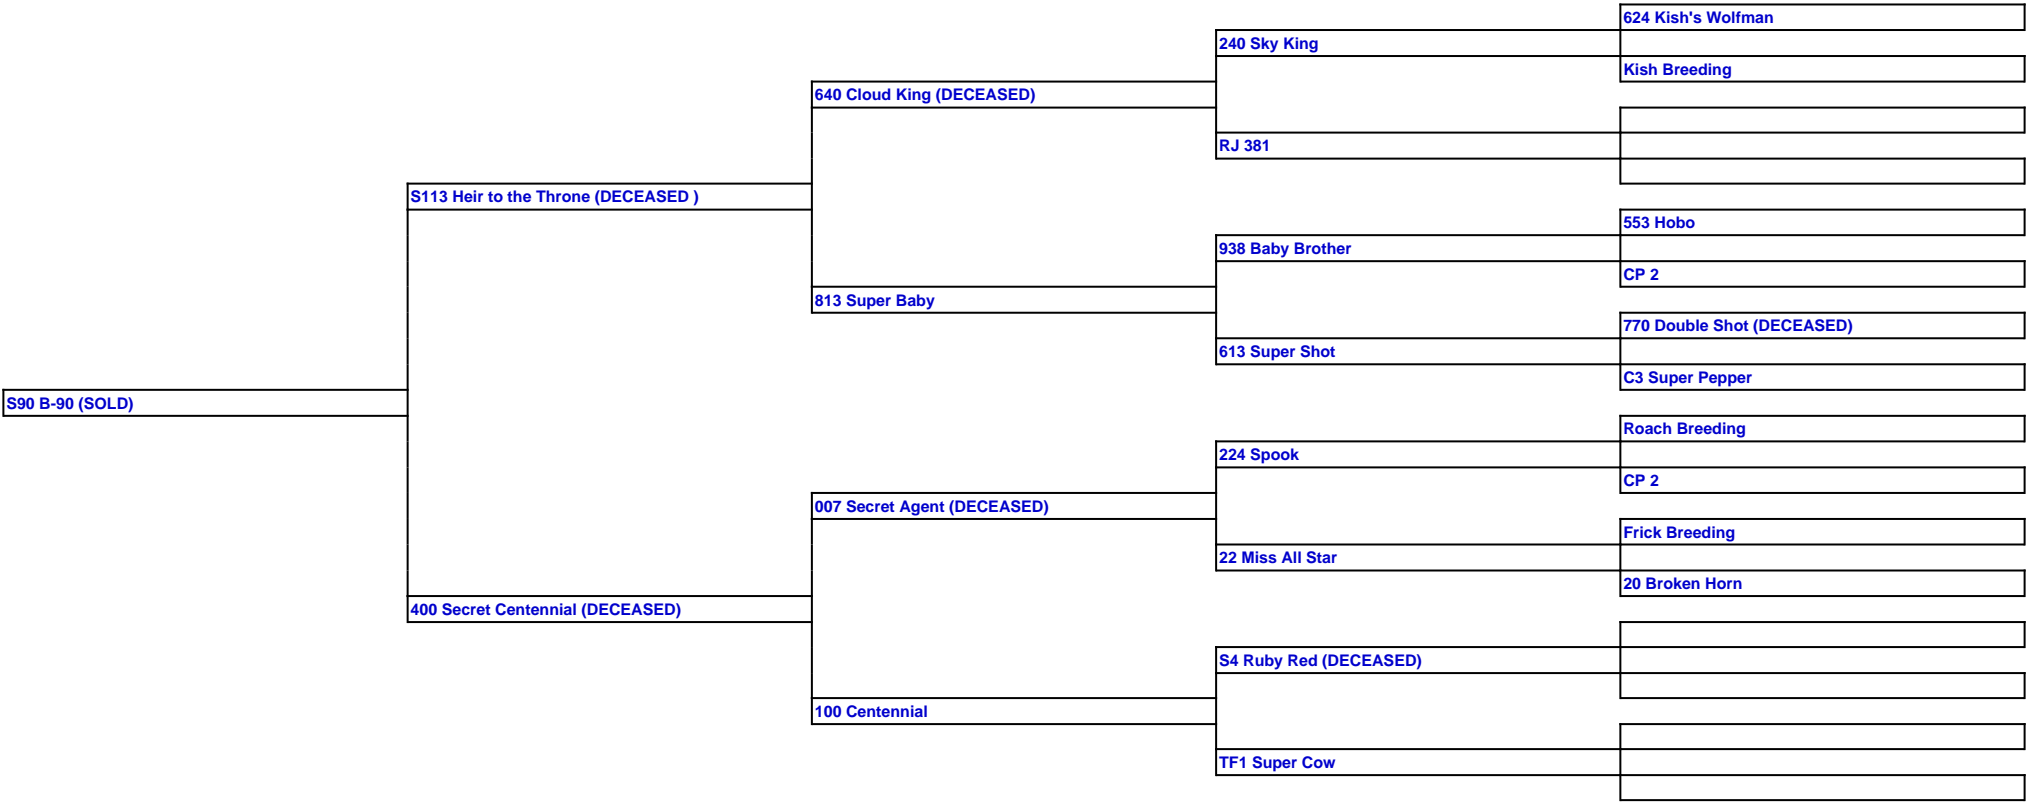 624 Kish's Wolfman
240 Sky King
Kish Breeding
640 Cloud King (DECEASED)
RJ 381
S113 Heir to the Throne (DECEASED )
553 Hobo
938 Baby Brother
CP 2
813 Super Baby
770 Double Shot (DECEASED)
613 Super Shot
C3 Super Pepper
S90 B-90 (SOLD)
Roach Breeding
224 Spook
CP 2
007 Secret Agent (DECEASED)
Frick Breeding
22 Miss All Star
20 Broken Horn
400 Secret Centennial (DECEASED)
S4 Ruby Red (DECEASED)
100 Centennial
TF1 Super Cow